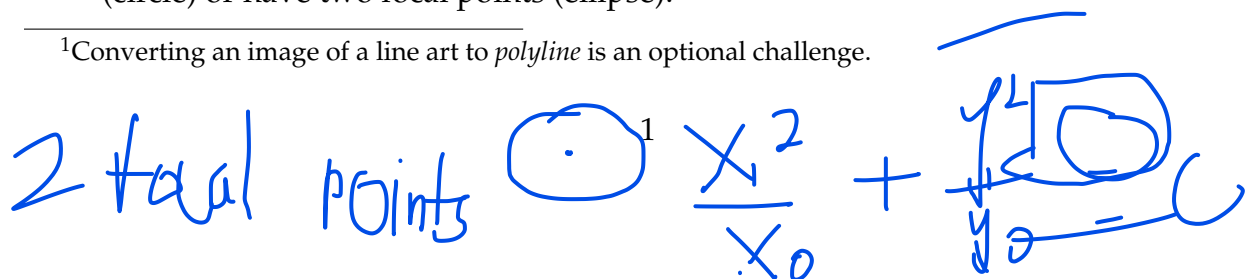 (circle) or have two focal points (ellipse).
¹Converting an image of a line art to polyline is an optional challenge.
2 focal points
1
x²/x₀ + y²/y₀ = C